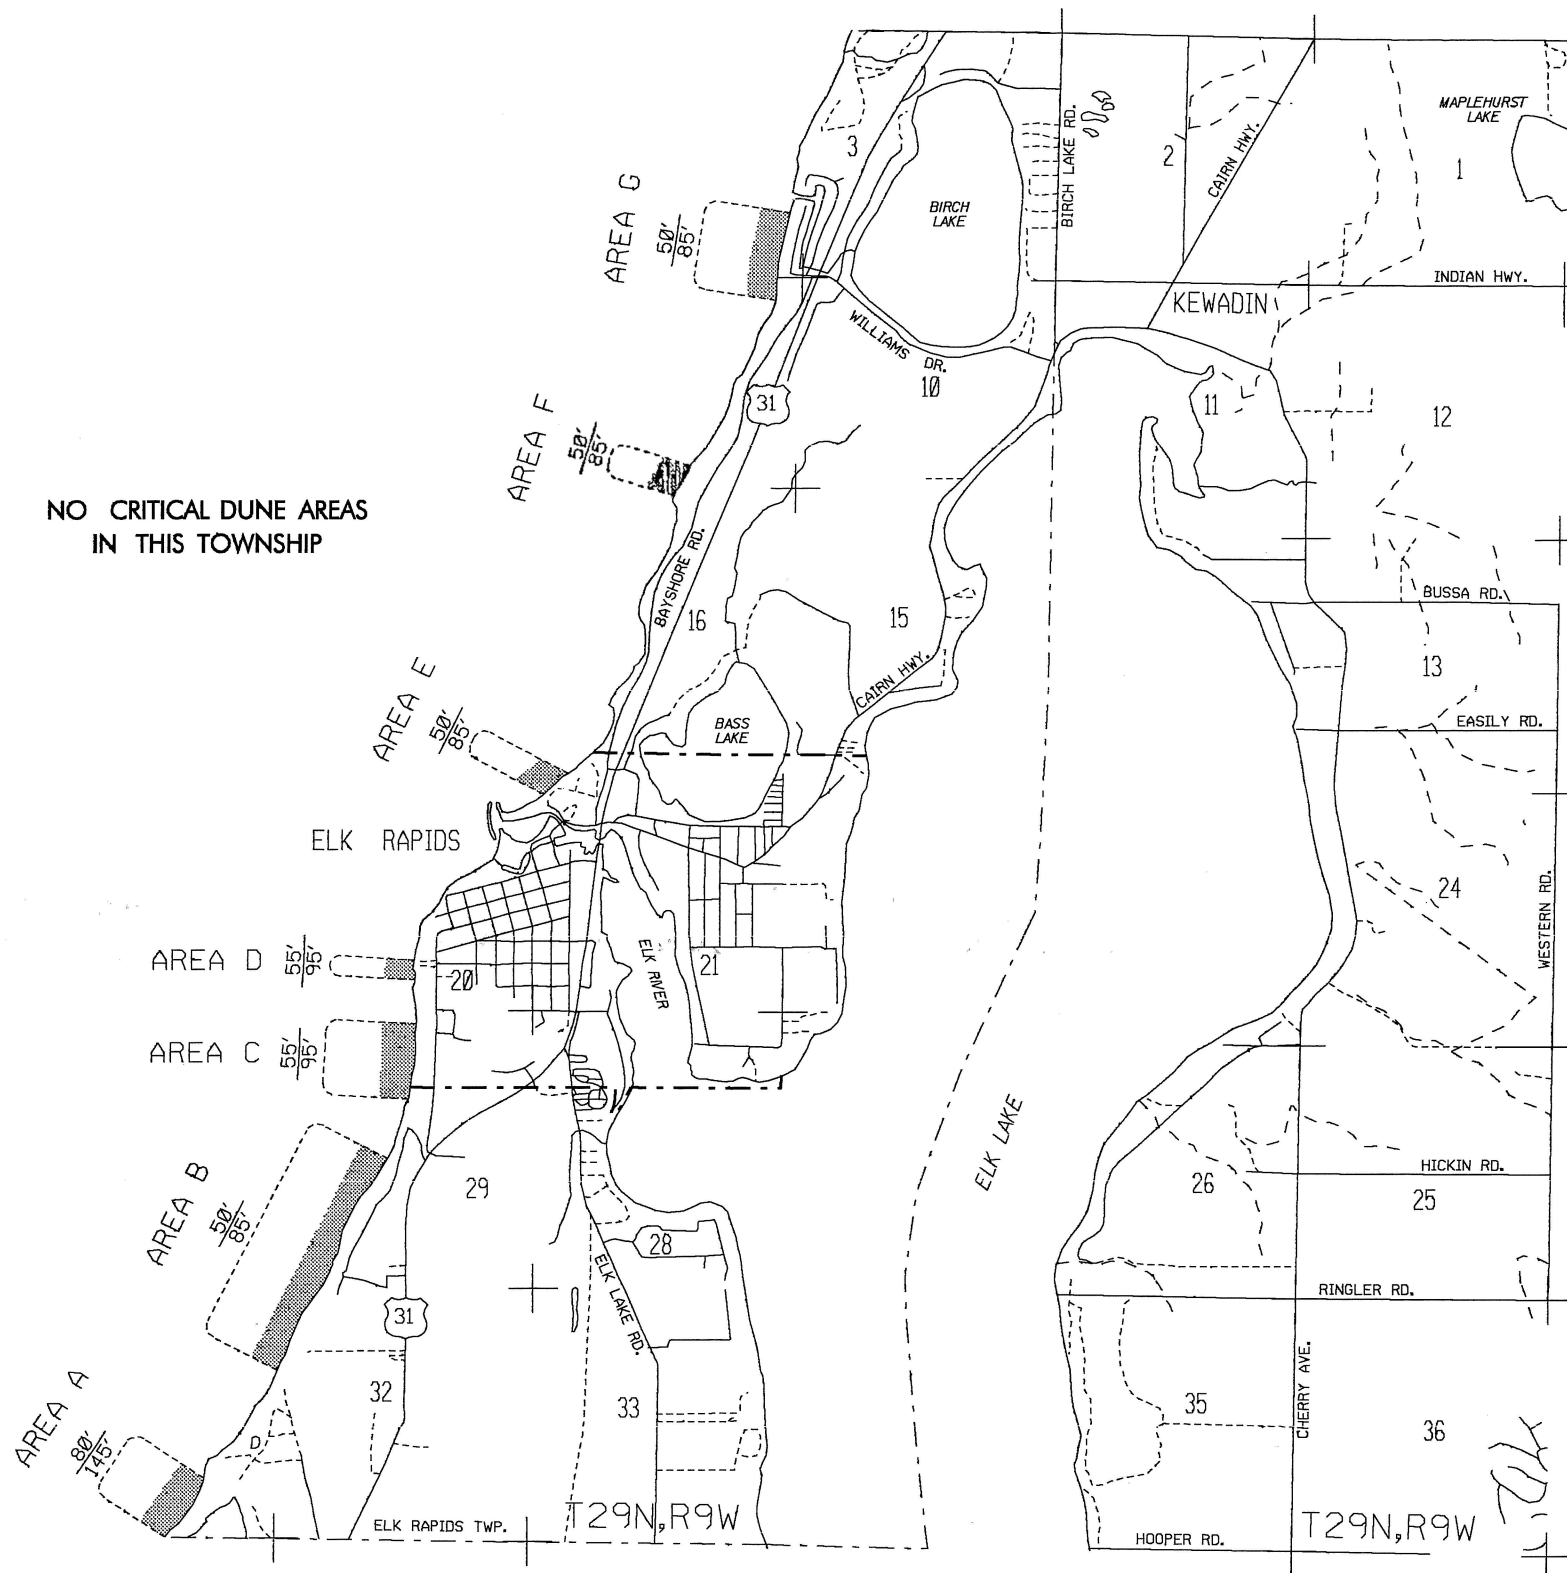 MAPLEHURST
LAKE
3
2
1
BIRCH LAKE RD.
CAIRN HWY.
AREA G
50'
85'
BIRCH
LAKE
INDIAN HWY.
KEWADIN
WILLIAMS DR.
10
31
11
12
AREA F
50'
85'
NO CRITICAL DUNE AREAS
IN THIS TOWNSHIP
BAYSHORE RD.
16
15
BUSSA RD.
13
CAIRN HWY.
AREA E
50'
85'
BASS
LAKE
EASILY RD.
ELK RAPIDS
24
WESTERN RD.
AREA D
55'
95'
20
ELK RIVER
21
AREA C
55'
95'
ELK LAKE
AREA B
50'
85'
29
26
HICKIN RD.
25
28
ELK LAKE RD.
31
RINGLER RD.
CHERRY AVE.
AREA A
80'
145'
32
33
35
36
D
ELK RAPIDS TWP.
T29N,R9W
HOOPER RD.
T29N,R9W